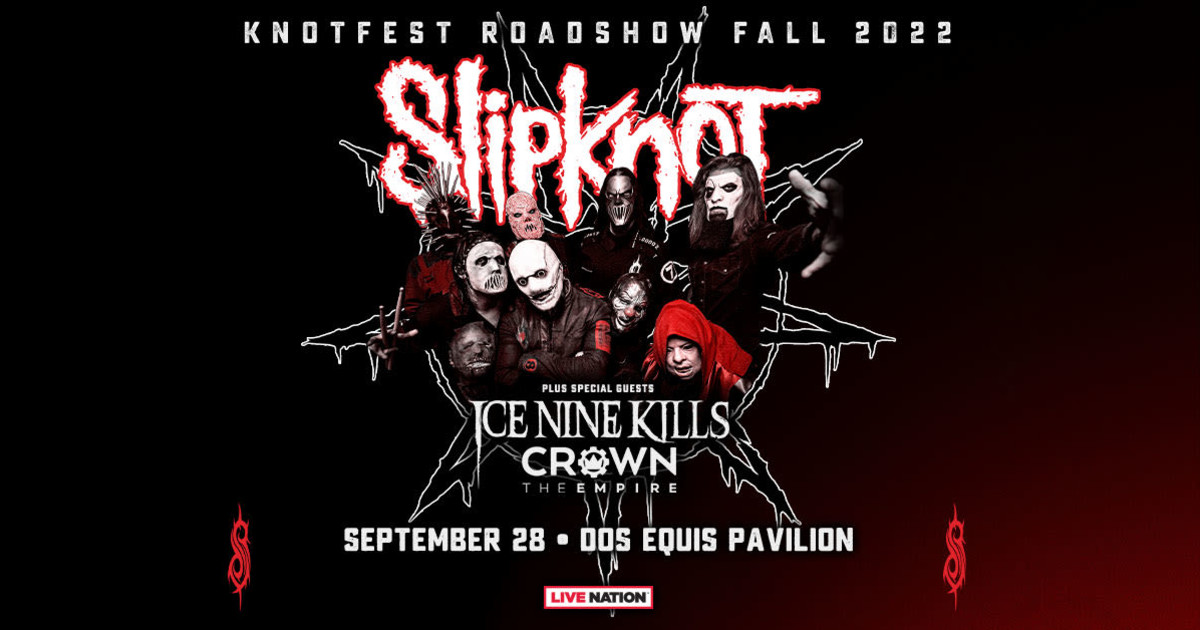 KNOTFEST ROADSHOW FALL 2022
SLIPKNOT
PLUS SPECIAL GUESTS
ICE NINE KILLS
CROWN
THE EMPIRE
SEPTEMBER 28 • DOS EQUIS PAVILION
LIVE NATION